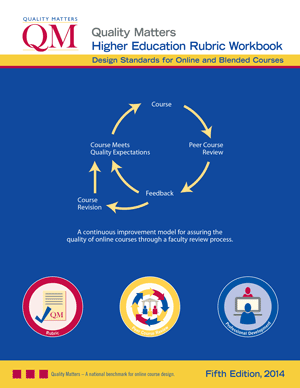 QUALITY MATTERS
QM
Quality Matters
Higher Education Rubric Workbook
Design Standards for Online and Blended Courses
Course
Course Meets
Quality Expectations
Peer Course
Review
Feedback
Course
Revision
A continuous improvement model for assuring the
quality of online courses through a faculty review process.
QM
Rubric
Professional Development
Quality Matters – A national benchmark for online course design.
Fifth Edition, 2014